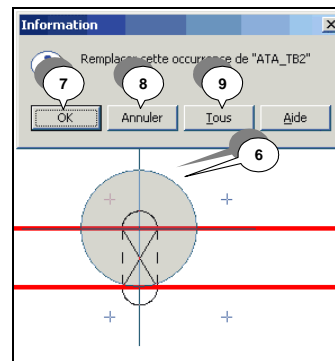 Information
Remplacer cette occurrence de "ATA_TB2"
7
8
9
OK
Annuler
Tous
Aide
6